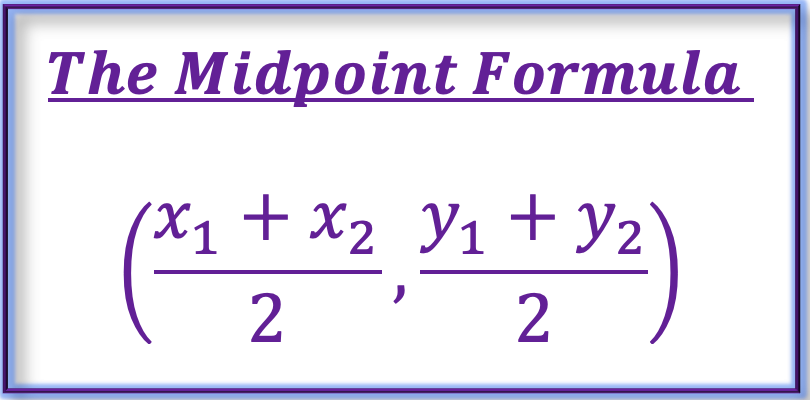 The Midpoint Formula
(x₁ + x₂ / 2, y₁ + y₂ / 2)